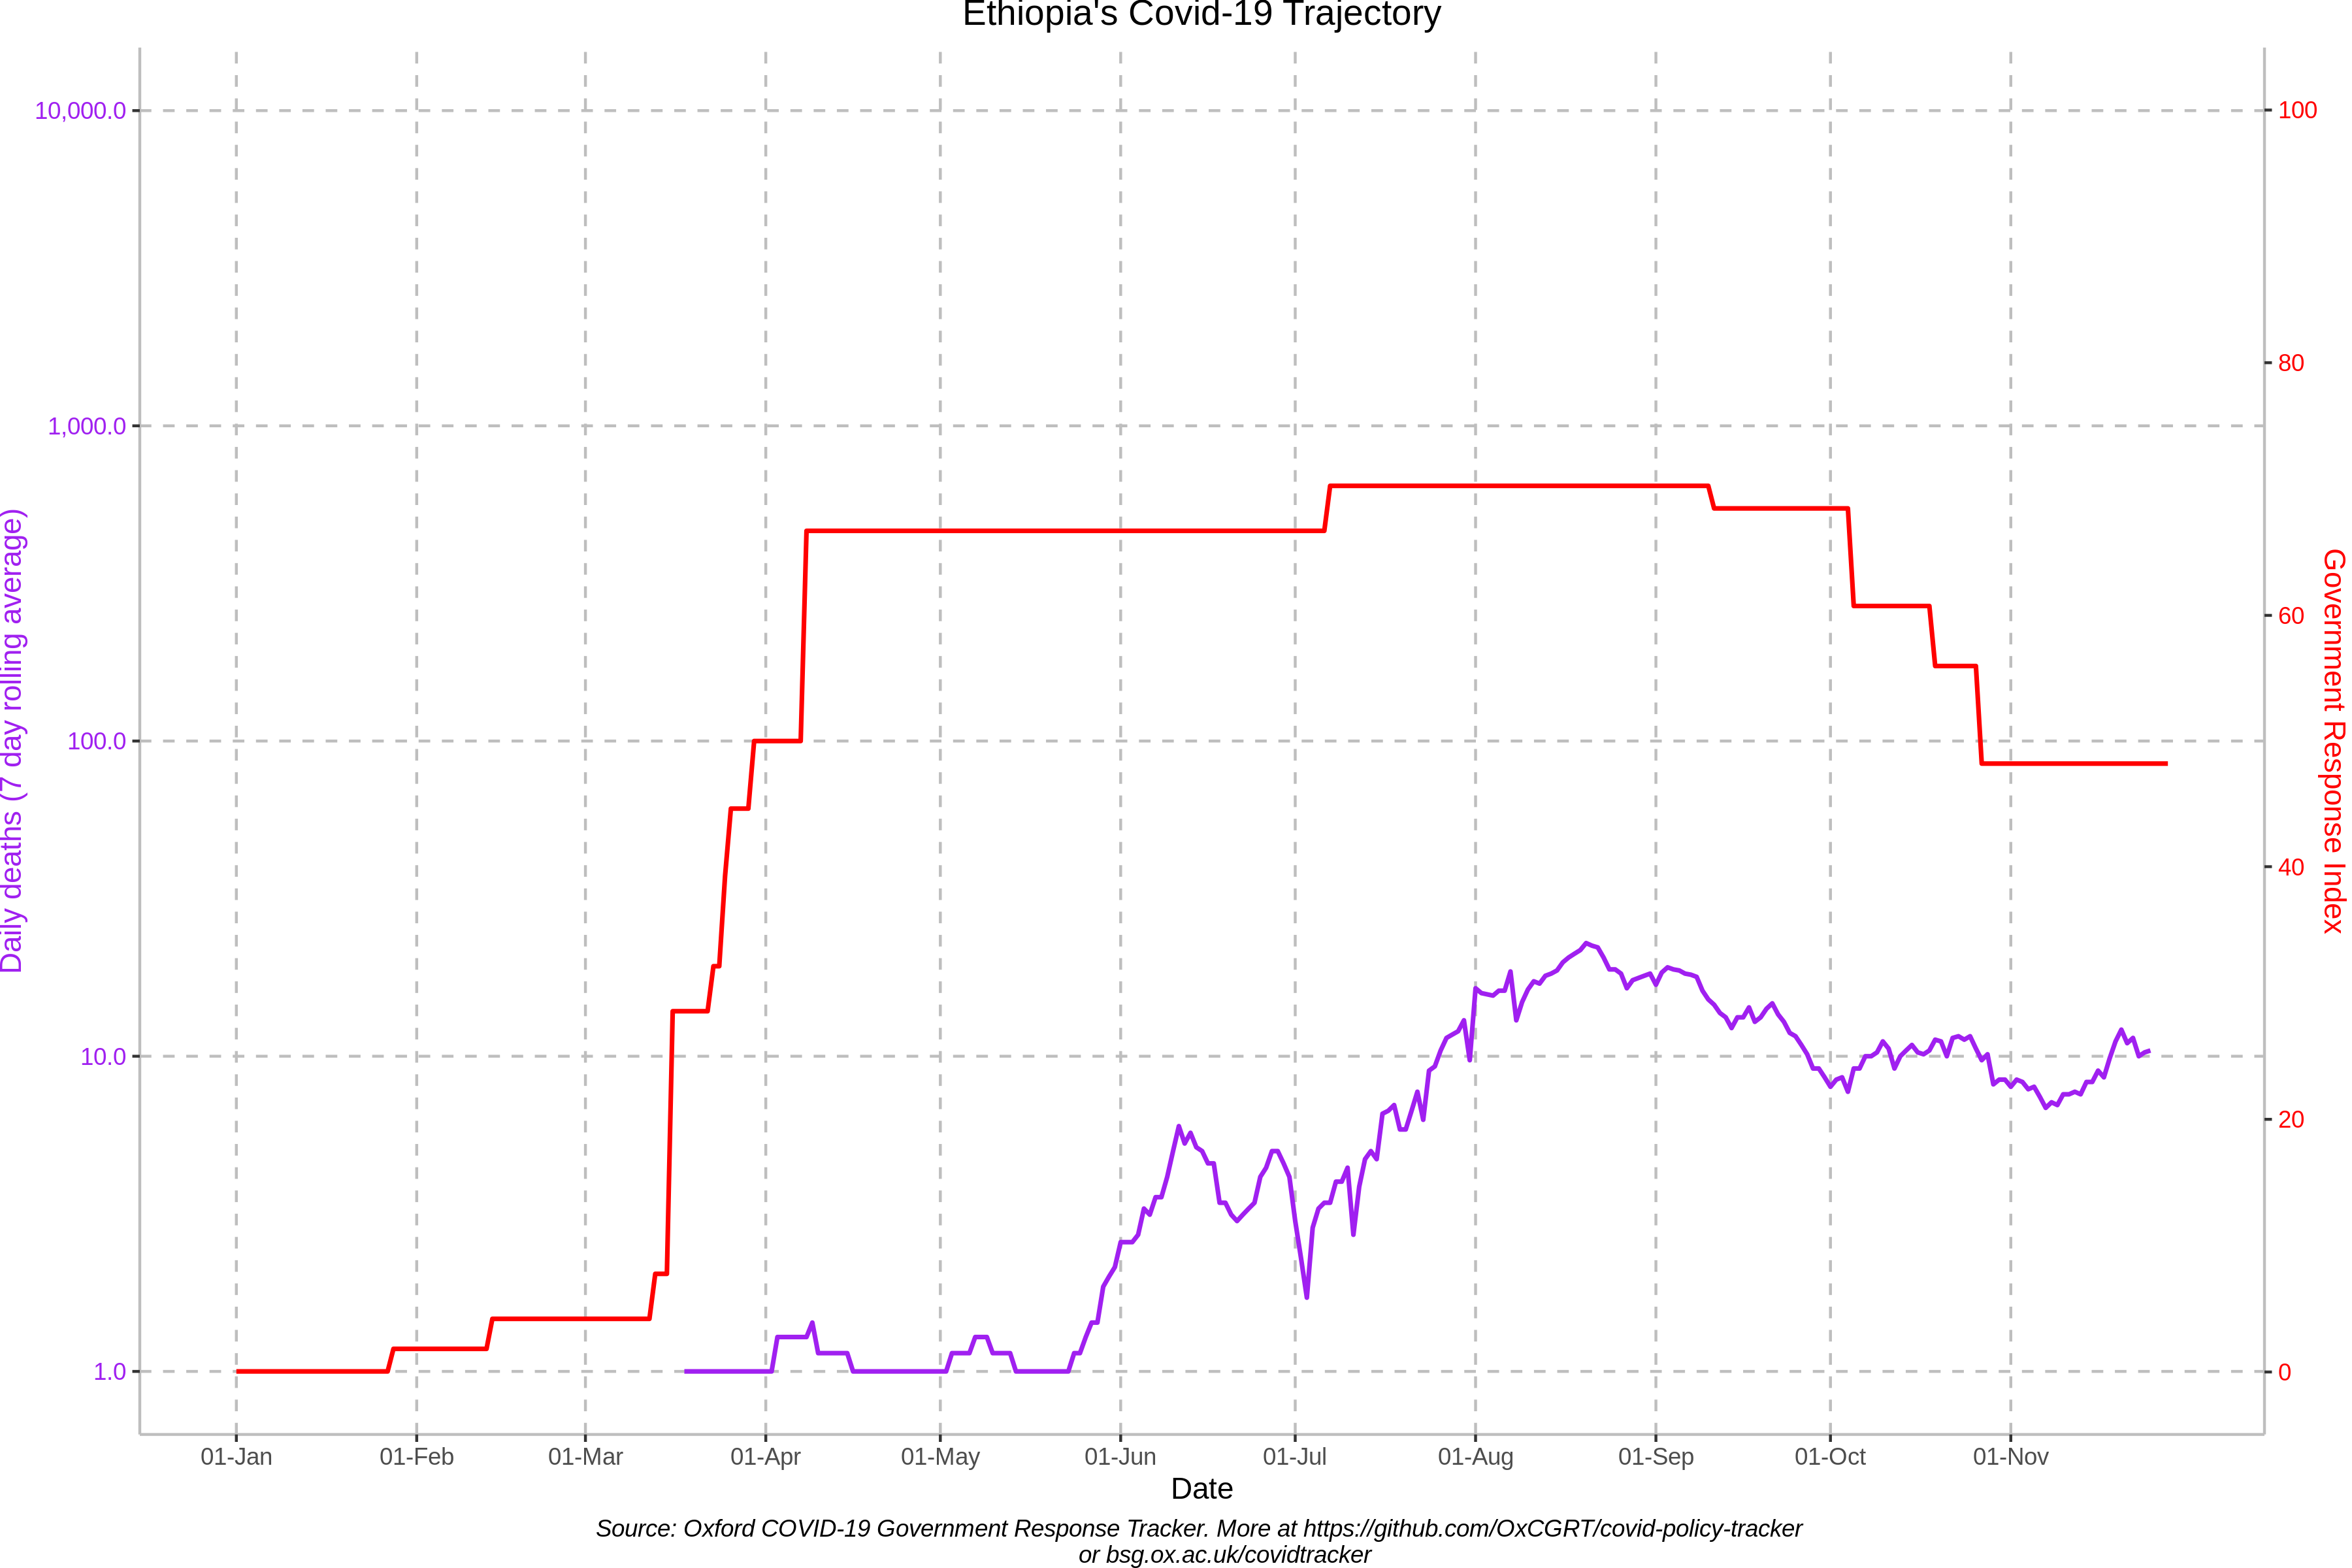 Ethiopia's Covid-19 Trajectory
10,000.0
1,000.0
100.0
10.0
1.0
Daily deaths (7 day rolling average)
100
80
60
40
20
0
Government Response Index
01-Jan
01-Feb
01-Mar
01-Apr
01-May
01-Jun
01-Jul
01-Aug
01-Sep
01-Oct
01-Nov
Date
Source: Oxford COVID-19 Government Response Tracker. More at https://github.com/OxCGRT/covid-policy-tracker
or bsg.ox.ac.uk/covidtracker